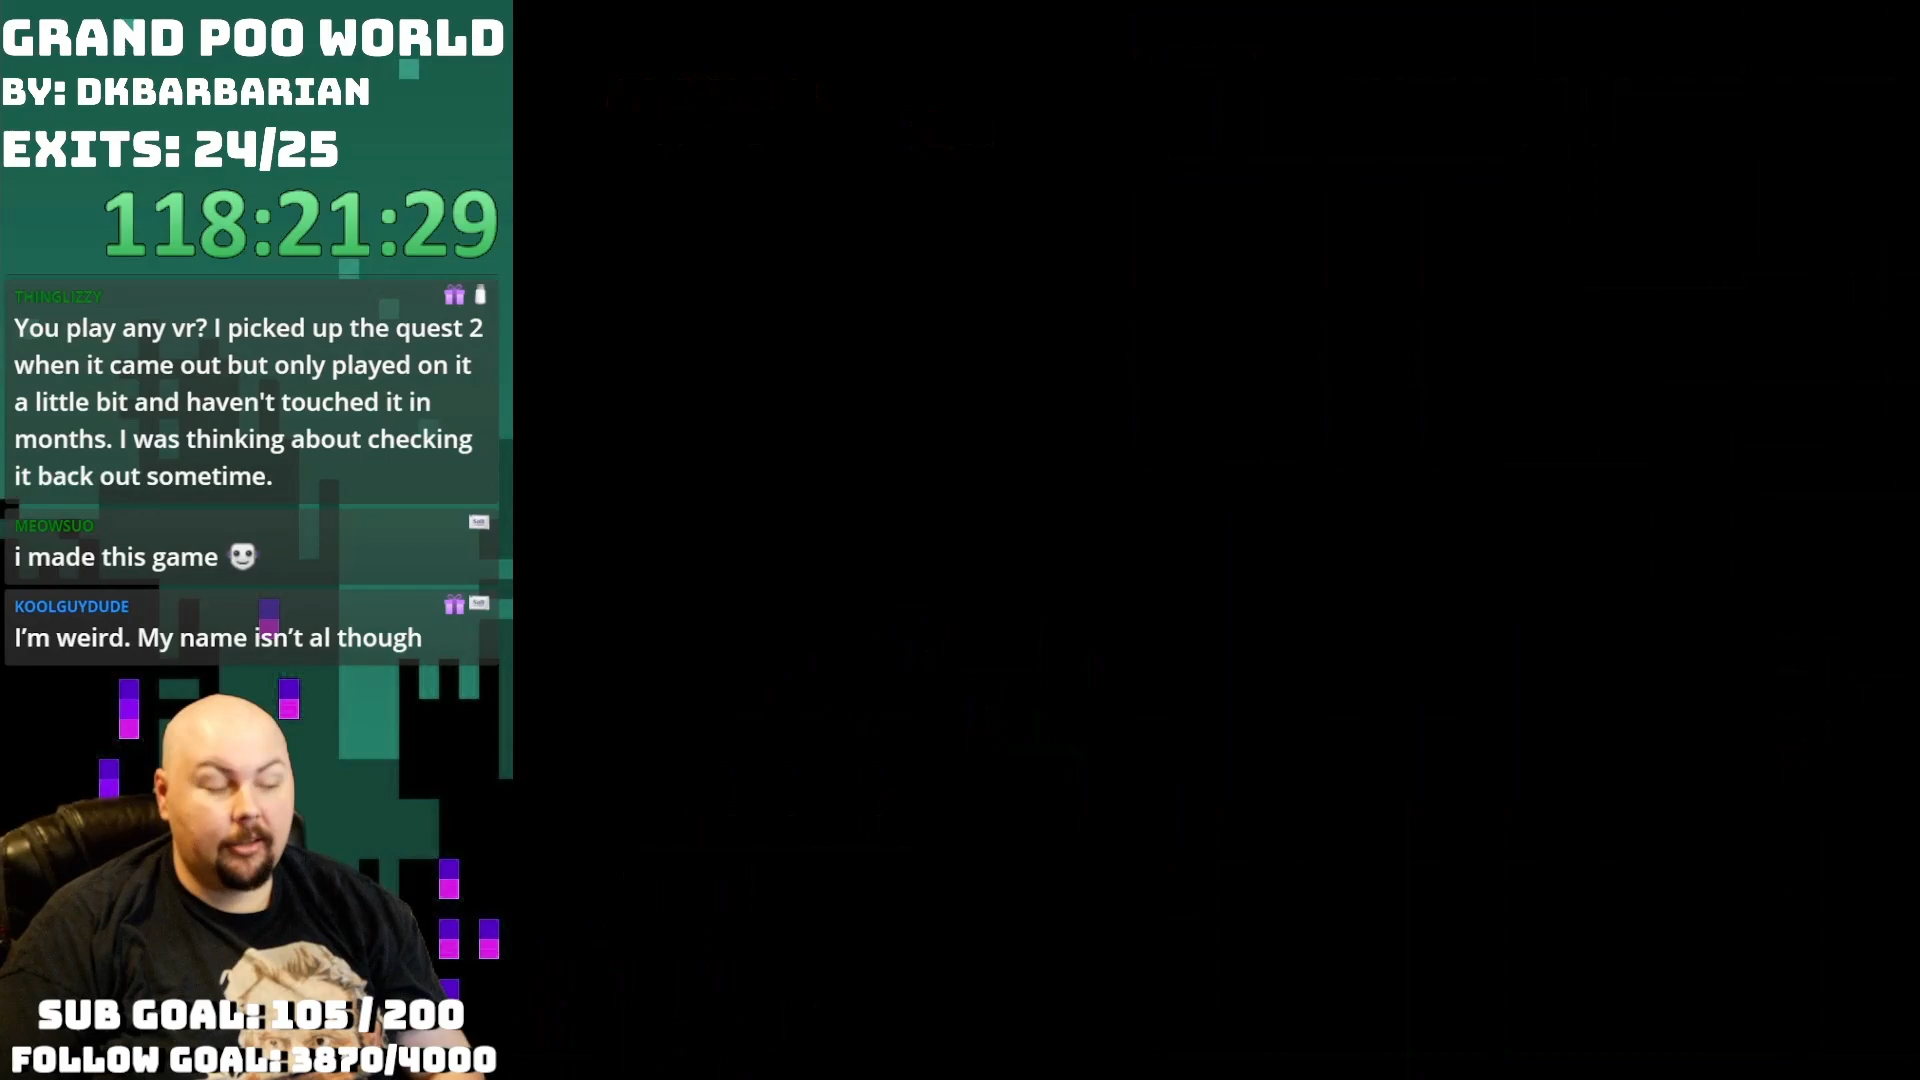 GRAND POO WORLD
BY: DKBARBARIAN
EXITS: 24/25
118:21:29
THINGLIZZY
You play any vr? I picked up the quest 2
when it came out but only played on it
a little bit and haven't touched it in
months. I was thinking about checking
it back out sometime.
MEOWSUO
i made this game
KOOLGUYDUDE
I’m weird. My name isn’t al though
SUB GOAL: 105 / 200
FOLLOW GOAL: 3870/4000